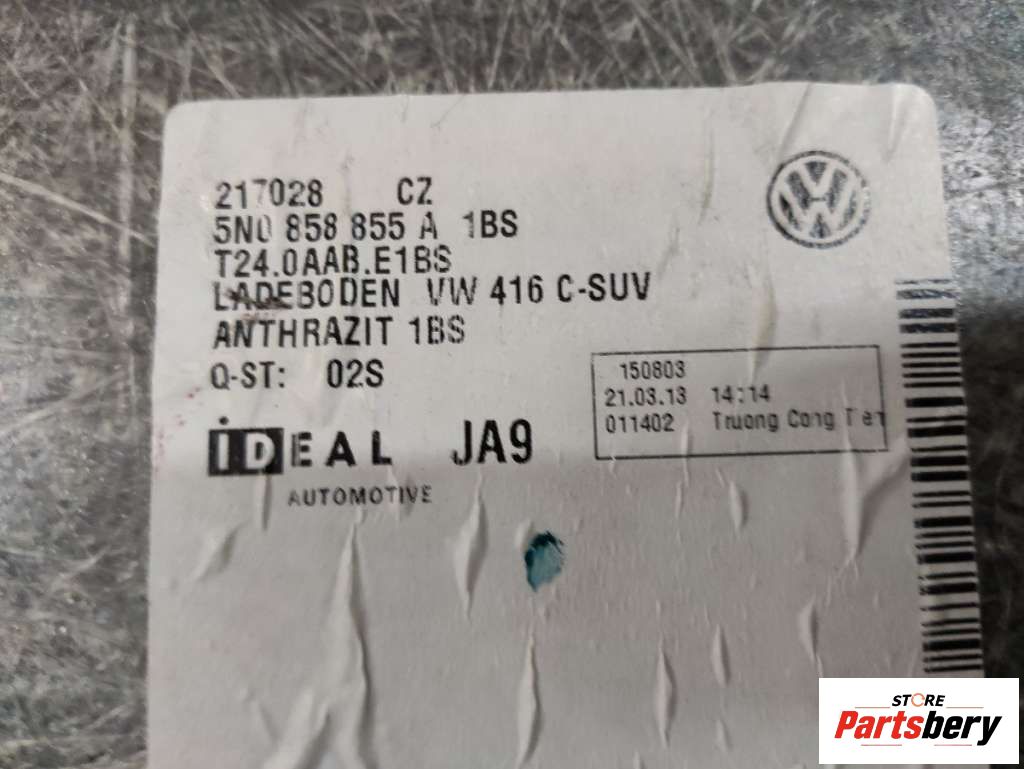 217028 CZ
5N0 858 855 A 1BS
T24.0AAB.E1BS
LADEBODEN VW 416 C-SUV
ANTHRAZIT 1BS
Q-ST: 02S
150803
21.03.13 14:14
011402 Truong Cong Tien
iDEAL JA9
AUTOMOTIVE
STORE
Partsbery